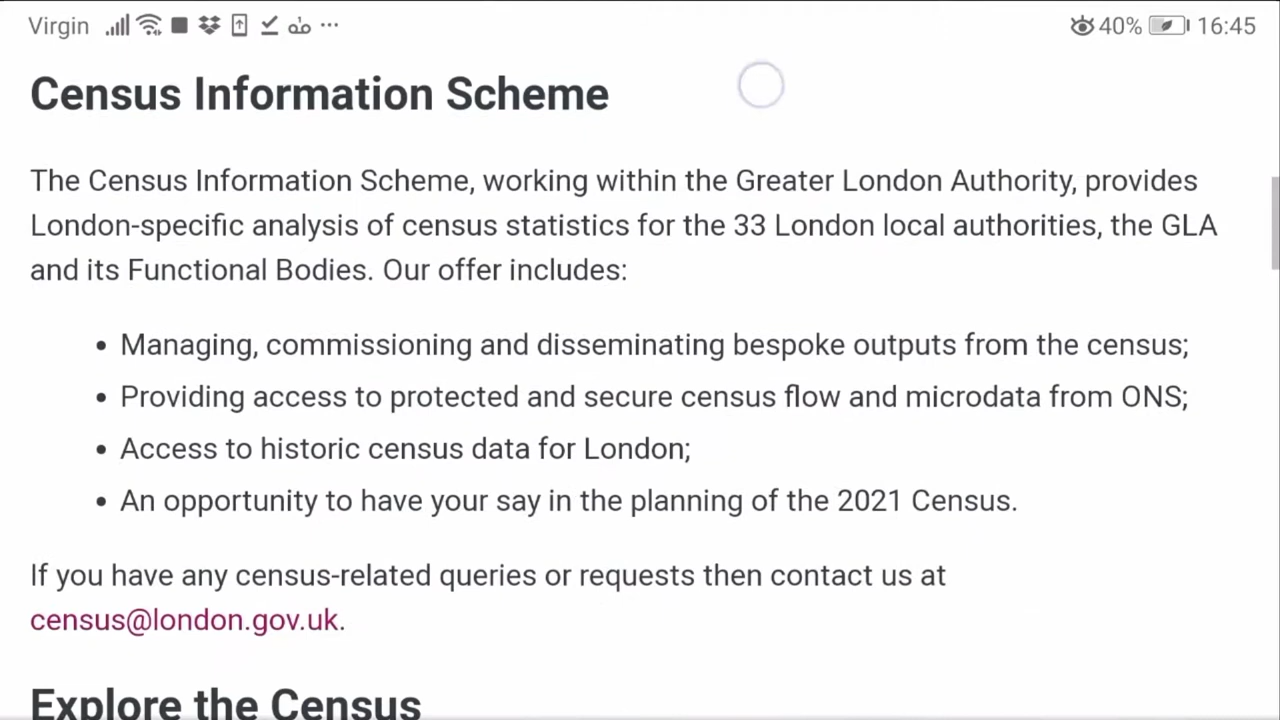 Virgin 40% 16:45
Census Information Scheme
The Census Information Scheme, working within the Greater London Authority, provides
London-specific analysis of census statistics for the 33 London local authorities, the GLA
and its Functional Bodies. Our offer includes:
• Managing, commissioning and disseminating bespoke outputs from the census;
• Providing access to protected and secure census flow and microdata from ONS;
• Access to historic census data for London;
• An opportunity to have your say in the planning of the 2021 Census.
If you have any census-related queries or requests then contact us at
census@london.gov.uk.
Explore the Census